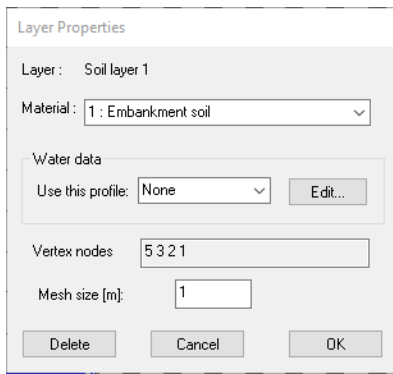 Layer Properties
Layer : Soil layer 1
Material : 1 : Embankment soil
Water data
Use this profile: None Edit...
Vertex nodes 5 3 2 1
Mesh size [m]: 1
Delete Cancel OK